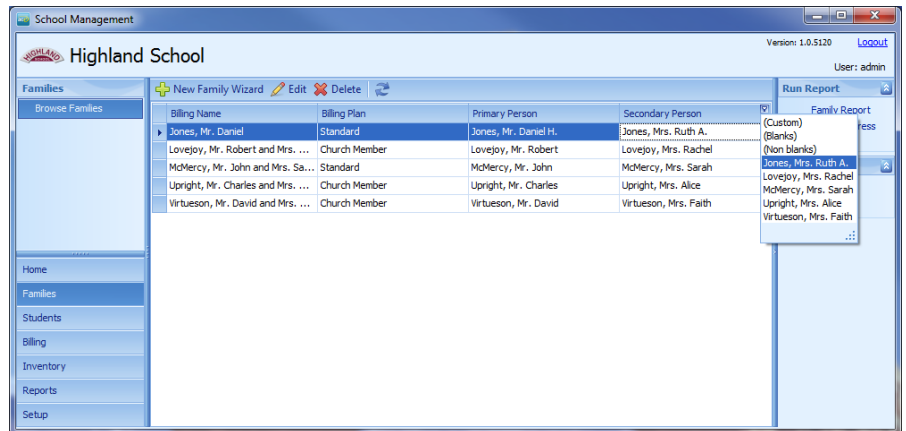 School Management
Version: 1.0.5120 Logout
HIGHLAND
Highland School
User: admin
Families
New Family Wizard Edit Delete
Run Report
Browse Families
Family Report
Billing Name Billing Plan Primary Person Secondary Person
Jones, Mr. Daniel Standard Jones, Mr. Daniel H. Jones, Mrs. Ruth A.
Lovejoy, Mr. Robert and Mrs. ... Church Member Lovejoy, Mr. Robert Lovejoy, Mrs. Rachel
McMercy, Mr. John and Mrs. Sa... Standard McMercy, Mr. John McMercy, Mrs. Sarah
Upright, Mr. Charles and Mrs. ... Church Member Upright, Mr. Charles Upright, Mrs. Alice
Virtueson, Mr. David and Mrs. ... Church Member Virtueson, Mr. David Virtueson, Mrs. Faith
(Custom)
(Blanks)
(Non blanks)
Jones, Mrs. Ruth A.
Lovejoy, Mrs. Rachel
McMercy, Mrs. Sarah
Upright, Mrs. Alice
Virtueson, Mrs. Faith
Home
Families
Students
Billing
Inventory
Reports
Setup